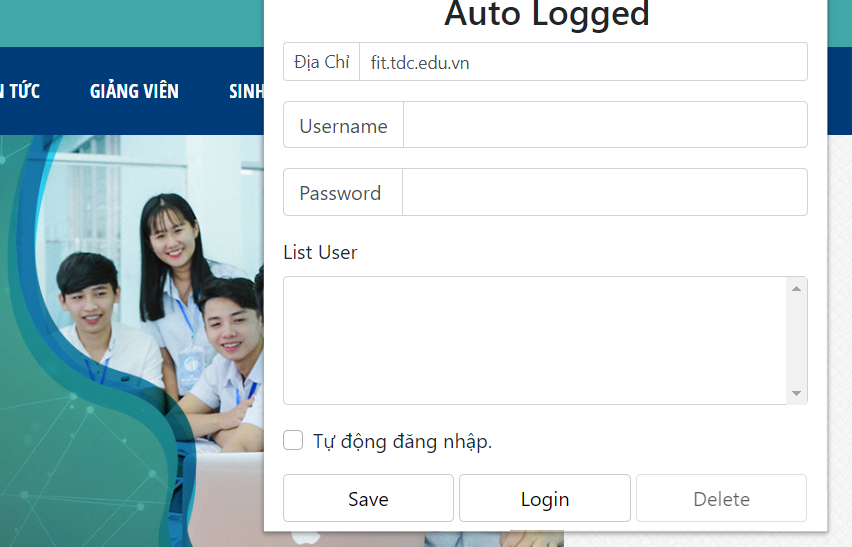 Auto Logged
Địa Chỉ fit.tdc.edu.vn
TỨC GIẢNG VIÊN
Username
Password
List User
Tự động đăng nhập.
Save Login Delete